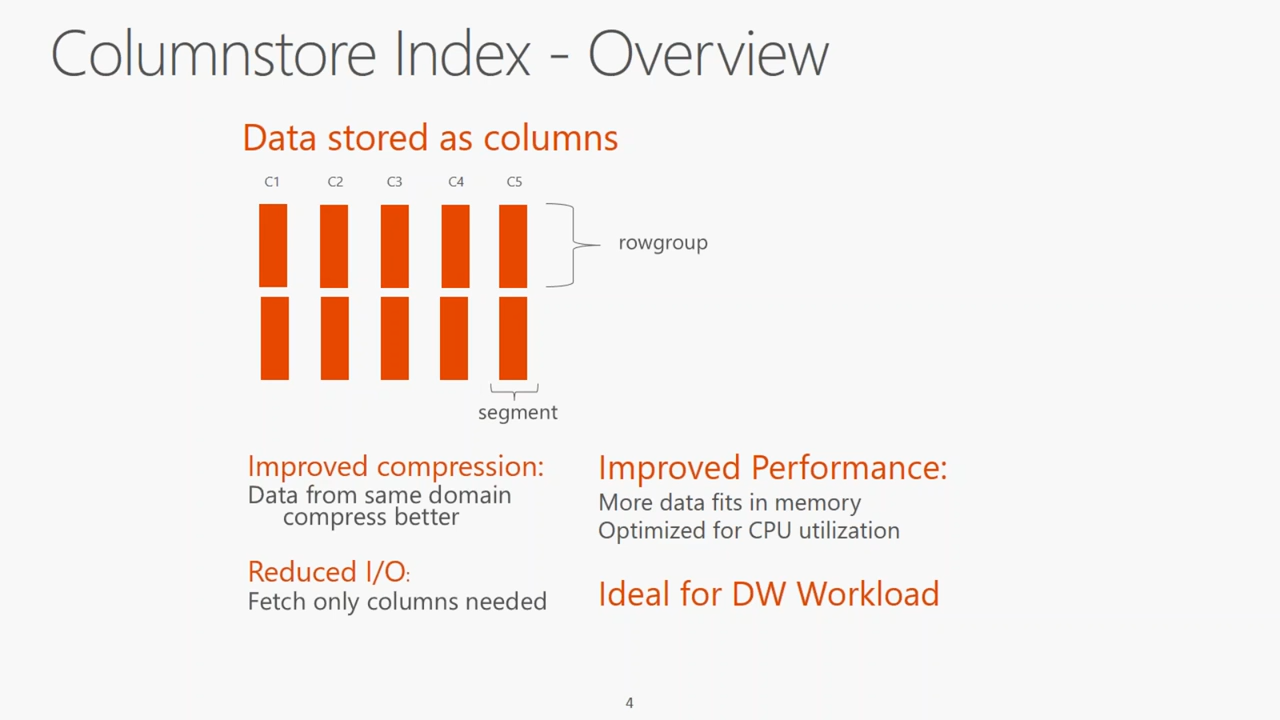 Columnstore Index - Overview
Data stored as columns
C1 C2 C3 C4 C5
rowgroup
segment
Improved compression:
Data from same domain
compress better
Reduced I/O:
Fetch only columns needed
Improved Performance:
More data fits in memory
Optimized for CPU utilization
Ideal for DW Workload
4